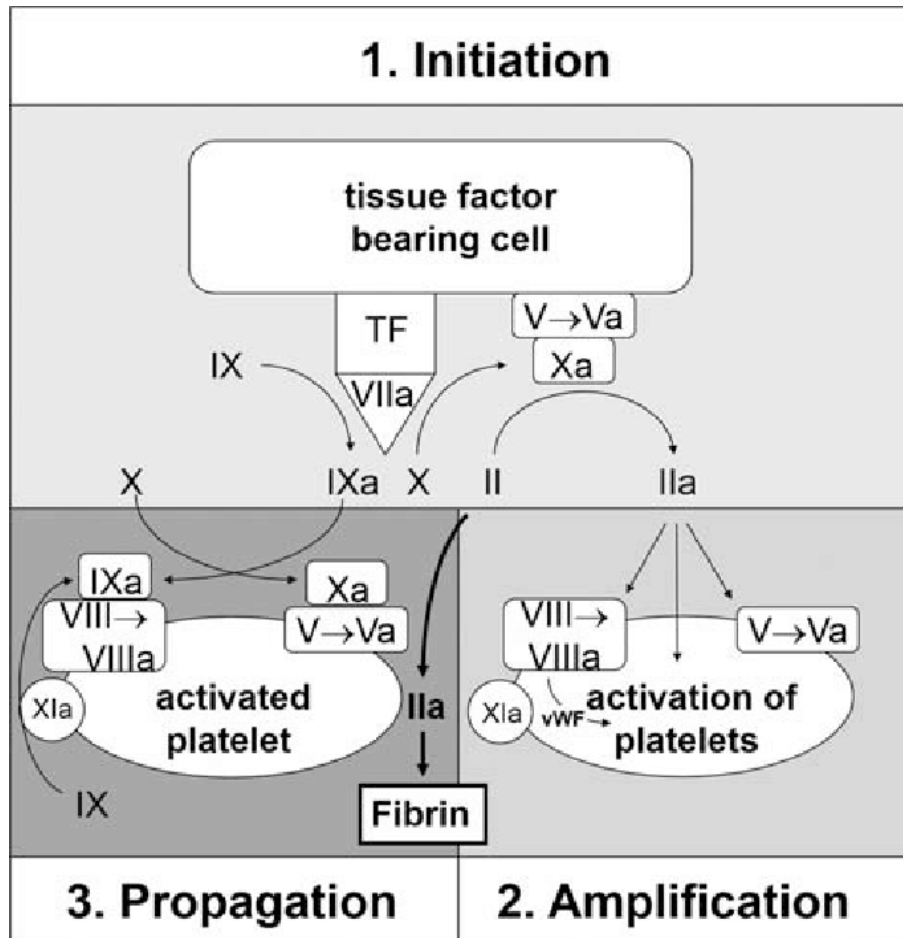 1. Initiation
tissue factor
bearing cell
TF
V→Va
IX
VIIa
Xa
X
IXa
X
II
IIa
IXa
VIII→
VIIIa
Xa
V→Va
XIa
activated
platelet
IX
IIa
Fibrin
VIII→
VIIIa
V→Va
XIa
vWF
activation of
platelets
3. Propagation
2. Amplification